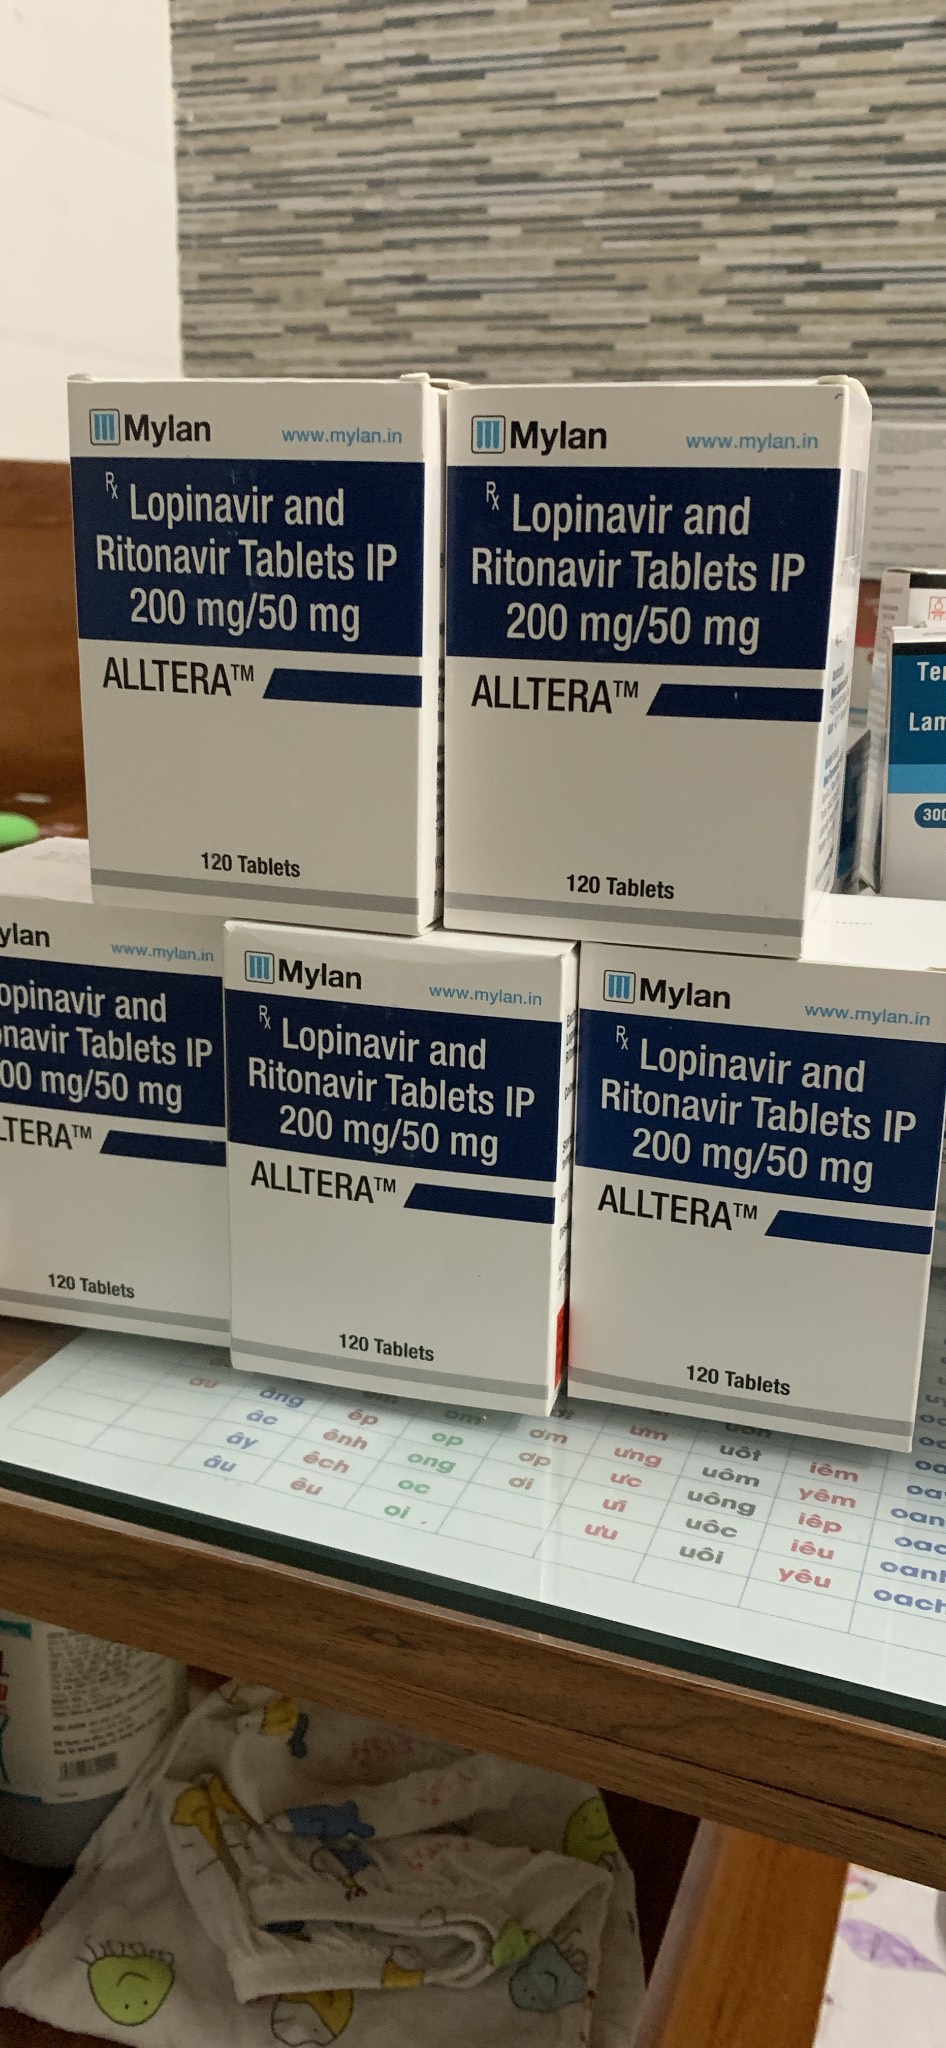 Mylan www.mylan.in
Rx Lopinavir and
Ritonavir Tablets IP
200 mg/50 mg
ALLTERA™
120 Tablets
Mylan www.mylan.in
Rx Lopinavir and
Ritonavir Tablets IP
200 mg/50 mg
ALLTERA™
120 Tablets
Te
Lam
300
ylan www.mylan.in
opinavir and
onavir Tablets IP
00 mg/50 mg
LTERA™
120 Tablets
Mylan www.mylan.in
Rx Lopinavir and
Ritonavir Tablets IP
200 mg/50 mg
ALLTERA™
120 Tablets
Mylan www.mylan.in
Rx Lopinavir and
Ritonavir Tablets IP
200 mg/50 mg
ALLTERA™
120 Tablets
âng
âc
ây
âu
êp
ênh
êch
êu
op
ong
oc
oi
ơm
ơp
ơi
ưm
ưng
ưc
ưi
ưu
uôt
uôm
uông
uôc
uôi
iêm
yêm
iêp
iêu
yêu
oan
oac
oanh
oach